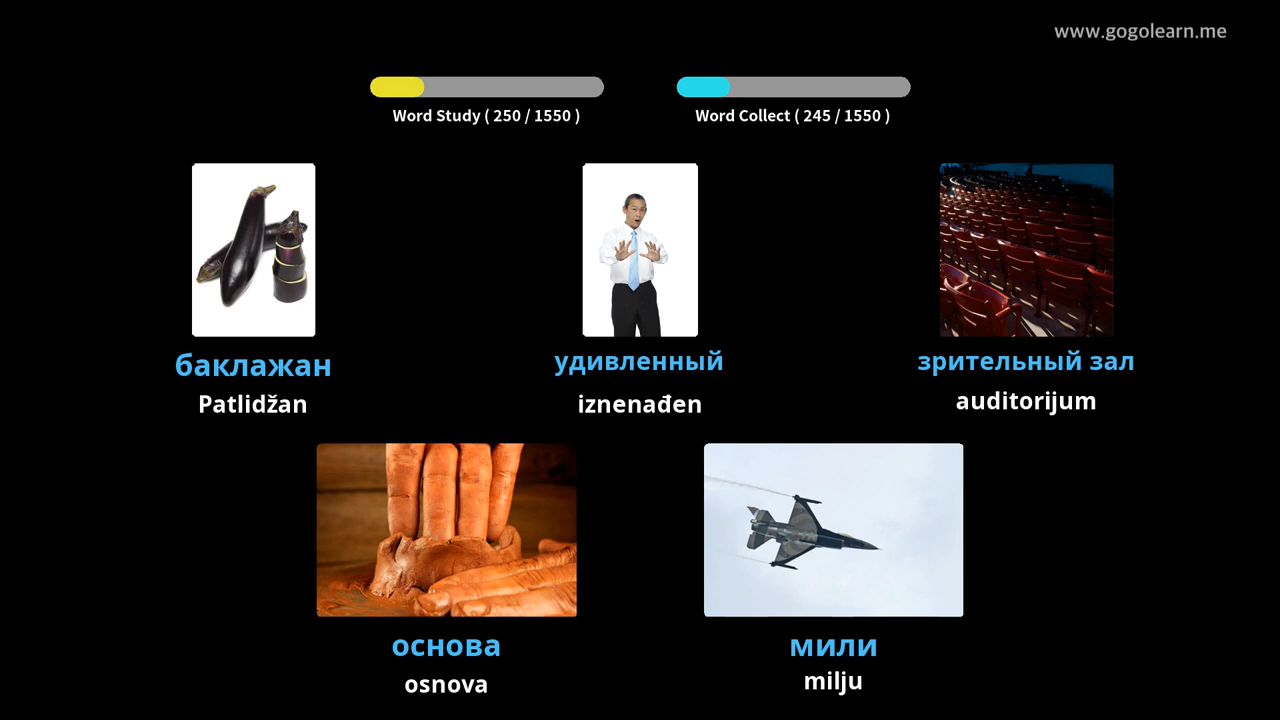 www.gogolearn.me
Word Study ( 250 / 1550 )
Word Collect ( 245 / 1550 )
баклажан
Patlidžan
удивленный
iznenađen
зрительный зал
auditorijum
основа
osnova
мили
milju